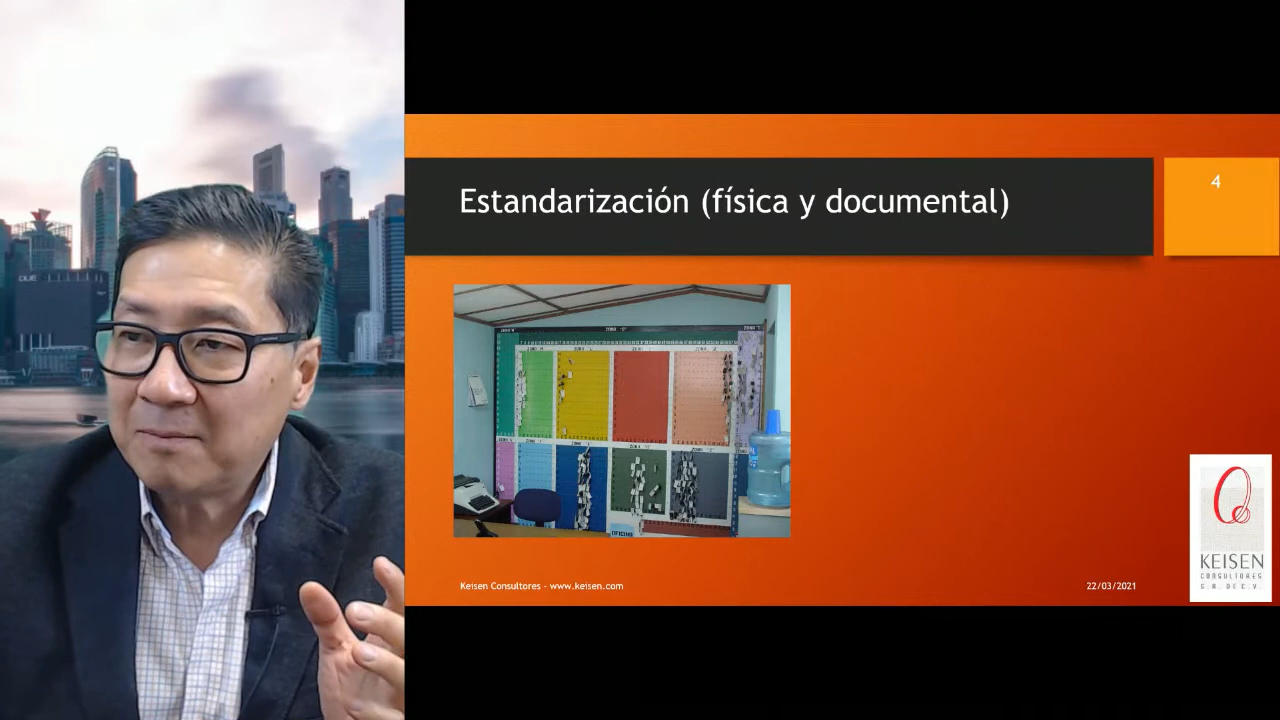 Estandarización (física y documental)
4
Keisen Consultores - www.keisen.com
22/03/2021
KEISEN
CONSULTORES
S.A. DE C.V.